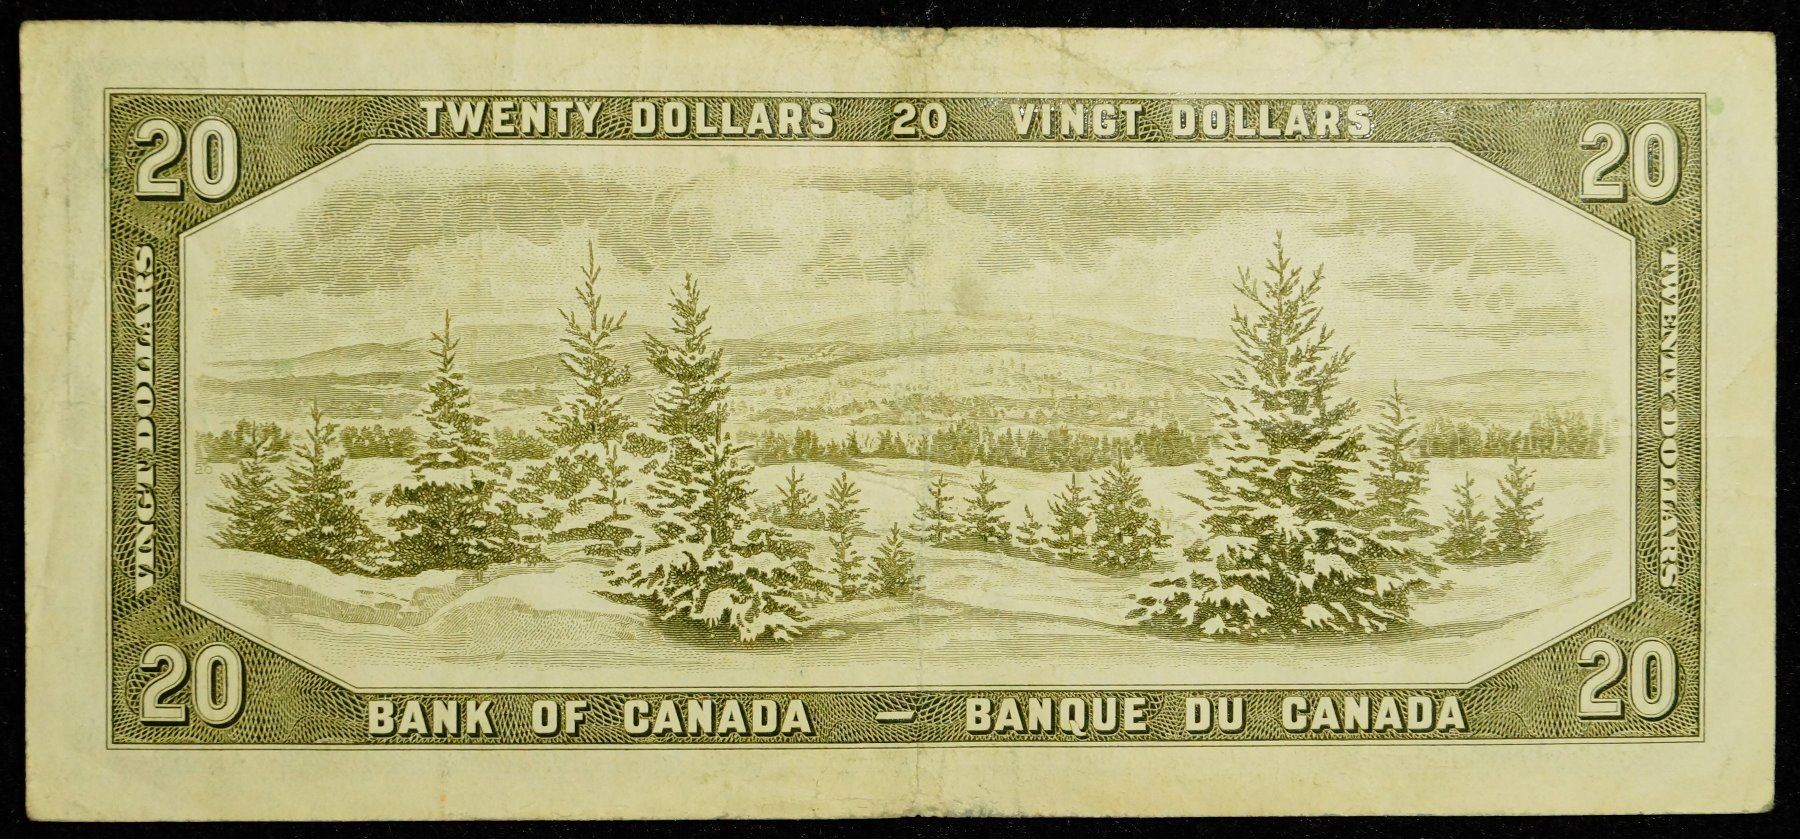 TWENTY DOLLARS 20 VINGT DOLLARS
20
20
VINGT DOLLARS
TWENTY DOLLARS
20
20
20
BANK OF CANADA — BANQUE DU CANADA